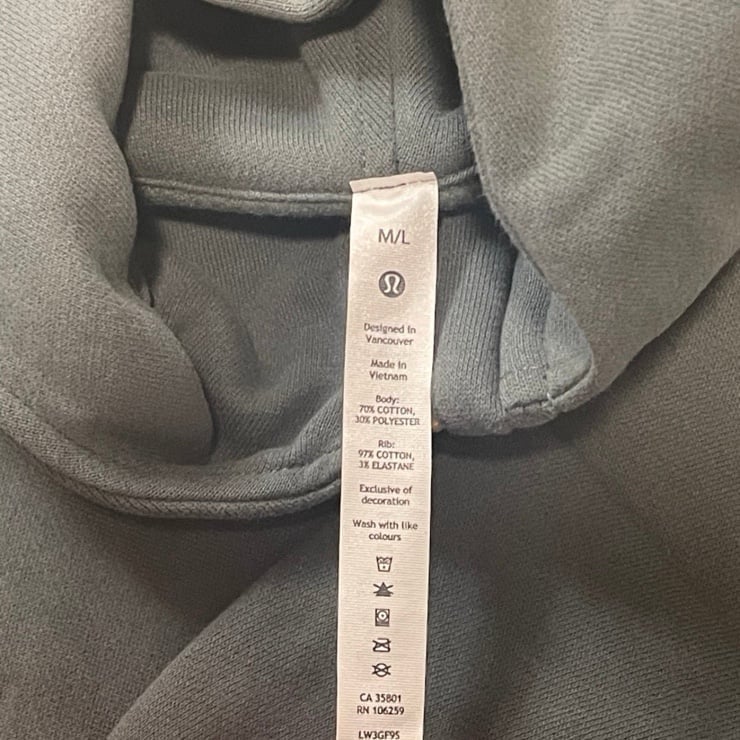 M/L
Designed in
Vancouver
Made in
Vietnam
Body:
70% COTTON,
30% POLYESTER
Rib:
97% COTTON,
3% ELASTANE
Exclusive of
decoration
Wash with like
colours
CA 35801
RN 106259
LW3GF9S